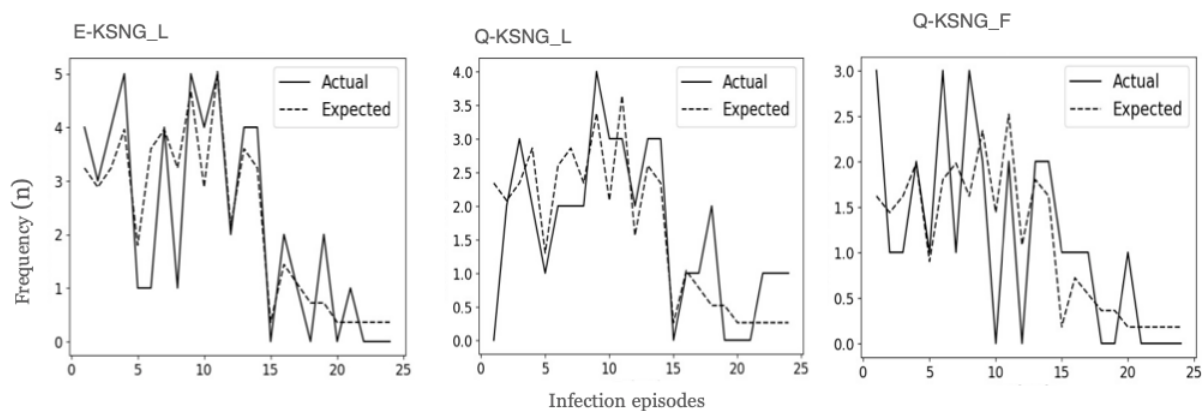 E-KSNG_L
Q-KSNG_L
Q-KSNG_F
Frequency (n)
5
4
3
2
1
0
0 5 10 15 20 25
Actual
Expected
4.0
3.5
3.0
2.5
2.0
1.5
1.0
0.5
0.0
0 5 10 15 20 25
Actual
Expected
3.0
2.5
2.0
1.5
1.0
0.5
0.0
0 5 10 15 20 25
Actual
Expected
Infection episodes